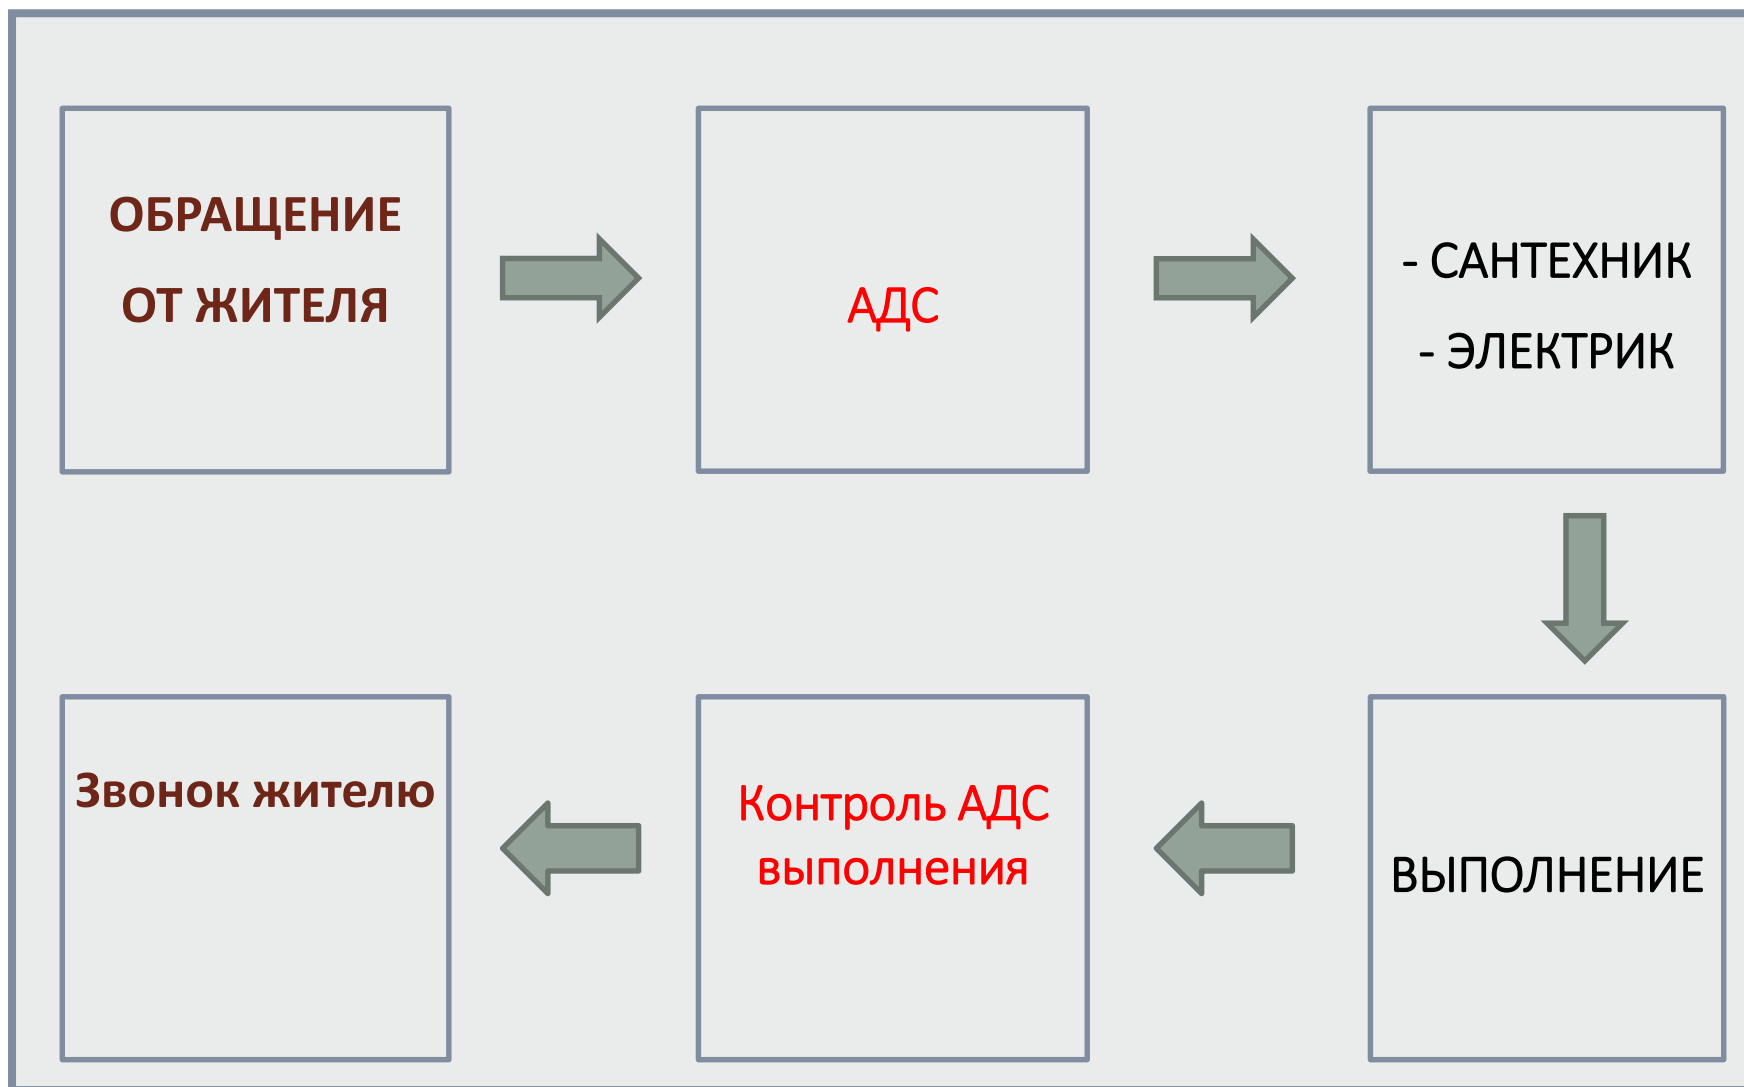 ОБРАЩЕНИЕ
ОТ ЖИТЕЛЯ
АДС
- САНТЕХНИК
- ЭЛЕКТРИК
ВЫПОЛНЕНИЕ
Контроль АДС
выполнения
Звонок жителю